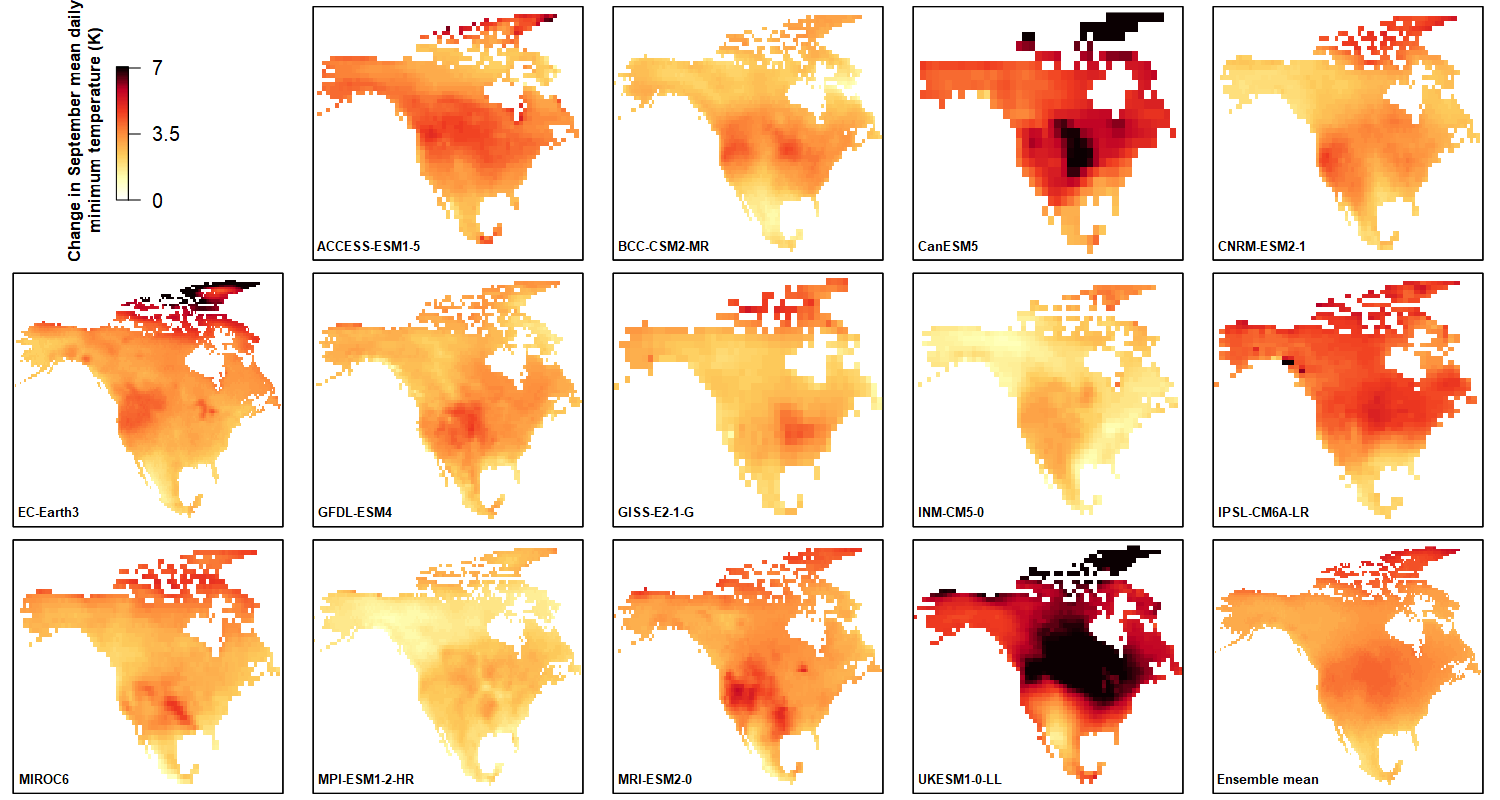 Change in September mean daily
minimum temperature (K)
7
3.5
0
ACCESS-ESM1-5
BCC-CSM2-MR
CanESM5
CNRM-ESM2-1
EC-Earth3
GFDL-ESM4
GISS-E2-1-G
INM-CM5-0
IPSL-CM6A-LR
MIROC6
MPI-ESM1-2-HR
MRI-ESM2-0
UKESM1-0-LL
Ensemble mean